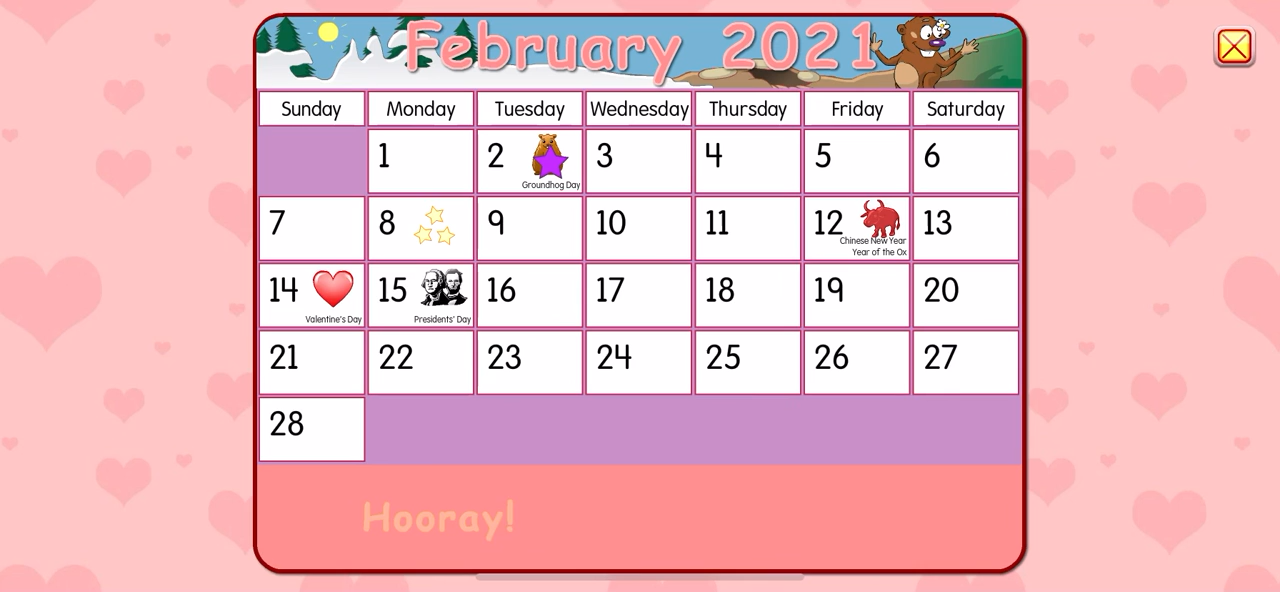 February 2021
Sunday Monday Tuesday Wednesday Thursday Friday Saturday
1 2 3 4 5 6
Groundhog Day
7 8 9 10 11 12 13
Chinese New Year
Year of the Ox
14 15 16 17 18 19 20
Valentine's Day Presidents' Day
21 22 23 24 25 26 27
28
Hooray!